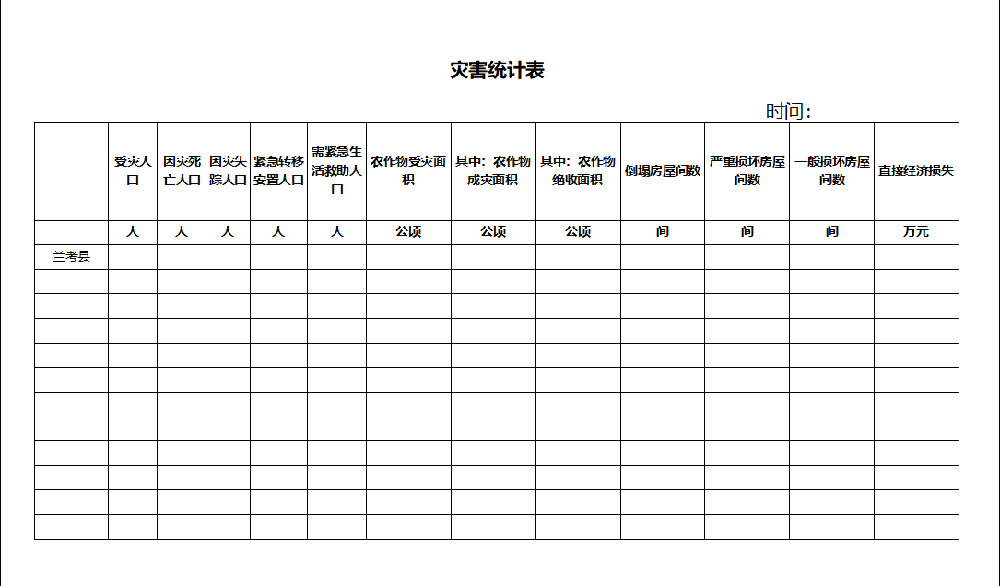 灾害统计表
时间：
受灾人口 因灾死亡人口 因灾失踪人口 紧急转移安置人口 需紧急生活救助人口 农作物受灾面积 其中：农作物成灾面积 其中：农作物绝收面积 倒塌房屋间数 严重损坏房屋间数 一般损坏房屋间数 直接经济损失
人 人 人 人 人 公顷 公顷 公顷 间 间 间 万元
兰考县